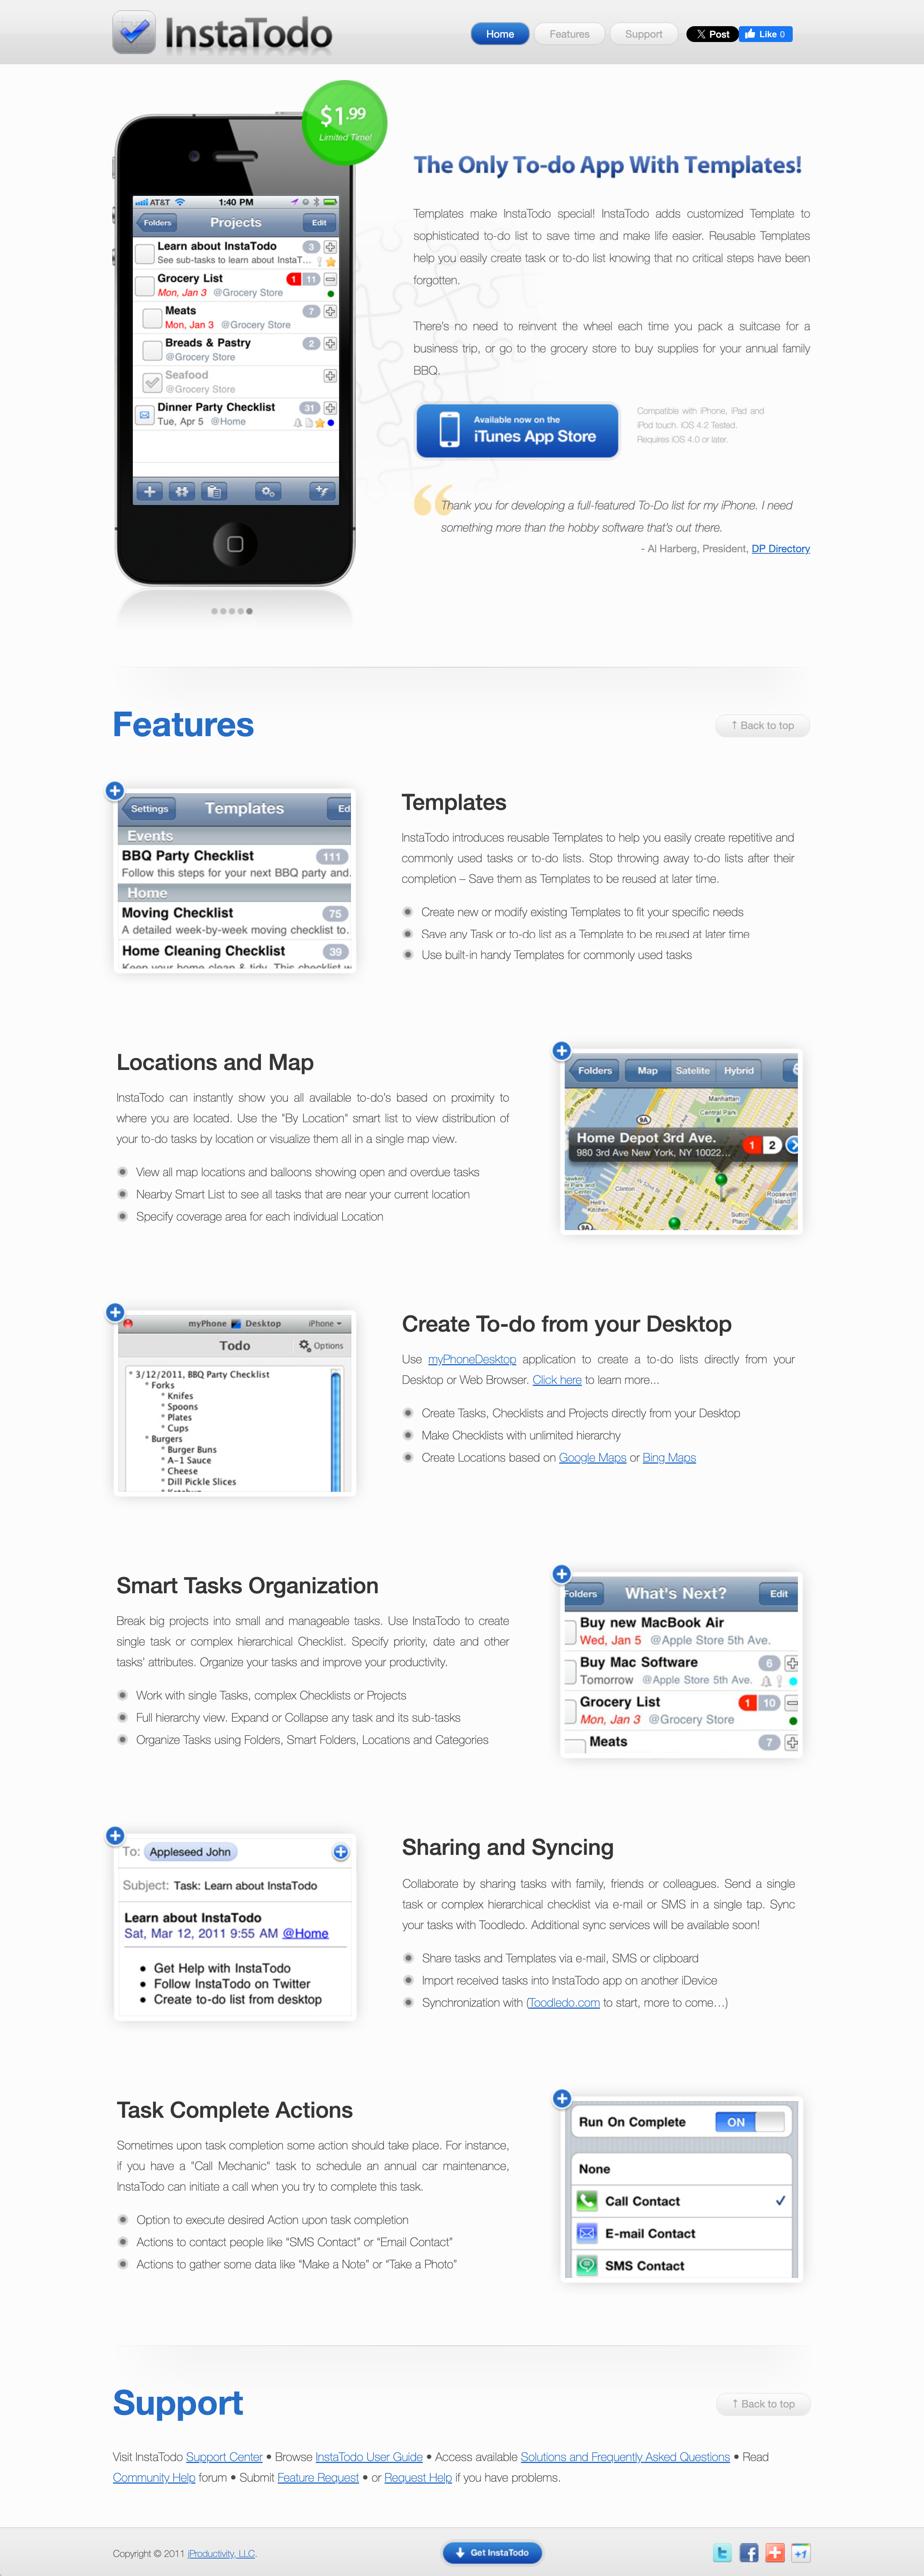 InstaTodo
Home
Features
Support
Post
Like 0
$1.99
Limited Time!
AT&T
1:40 PM
Folders
Projects
Edit
Learn about InstaTodo
3
See sub-tasks to learn about InstaT...
Grocery List
1 11
Mon, Jan 3 @Grocery Store
Meats
7
Mon, Jan 3 @Grocery Store
Breads & Pastry
2
@Grocery Store
Seafood
@Grocery Store
Dinner Party Checklist
31
Tue, Apr 5 @Home
The Only To-do App With Templates!
Templates make InstaTodo special! InstaTodo adds customized Template to
sophisticated to-do list to save time and make life easier. Reusable Templates
help you easily create task or to-do list knowing that no critical steps have been
forgotten.
There's no need to reinvent the wheel each time you pack a suitcase for a
business trip, or go to the grocery store to buy supplies for your annual family
BBQ.
Available now on the
iTunes App Store
Compatible with iPhone, iPad and
iPod touch. iOS 4.2 Tested.
Requires iOS 4.0 or later.
“
Thank you for developing a full-featured To-Do list for my iPhone. I need
something more than the hobby software that's out there.
- Al Harberg, President, DP Directory
Features
↑ Back to top
Settings
Templates
Ed
Events
BBQ Party Checklist
111
Follow this steps for your next BBQ party and.
Home
Moving Checklist
75
A detailed week-by-week moving checklist to..
Home Cleaning Checklist
39
Keep your home clean & tidy. This checklist w
Templates
InstaTodo introduces reusable Templates to help you easily create repetitive and
commonly used tasks or to-do lists. Stop throwing away to-do lists after their
completion – Save them as Templates to be reused at later time.
Create new or modify existing Templates to fit your specific needs
Save any Task or to-do list as a Template to be reused at later time
Use built-in handy Templates for commonly used tasks
Locations and Map
InstaTodo can instantly show you all available to-do's based on proximity to
where you are located. Use the "By Location" smart list to view distribution of
your to-do tasks by location or visualize them all in a single map view.
View all map locations and balloons showing open and overdue tasks
Nearby Smart List to see all tasks that are near your current location
Specify coverage area for each individual Location
Folders
Map
Satelite
Hybrid
Manhattan
Central Park
9A
Home Depot 3rd Ave.
980 3rd Ave New York, NY 10022...
1 2
Hell's
Kitchen
Clinton
Roosevelt
Island
Sutton
Place
9A
myPhone Desktop
iPhone
Todo
Options
* 3/12/2011, BBQ Party Checklist
* Forks
* Knifes
* Spoons
* Plates
* Cups
* Burgers
* Burger Buns
* A-1 Sauce
* Cheese
* Dill Pickle Slices
* Ketchup
Create To-do from your Desktop
Use myPhoneDesktop application to create a to-do lists directly from your
Desktop or Web Browser. Click here to learn more...
Create Tasks, Checklists and Projects directly from your Desktop
Make Checklists with unlimited hierarchy
Create Locations based on Google Maps or Bing Maps
Smart Tasks Organization
Break big projects into small and manageable tasks. Use InstaTodo to create
single task or complex hierarchical Checklist. Specify priority, date and other
tasks' attributes. Organize your tasks and improve your productivity.
Work with single Tasks, complex Checklists or Projects
Full hierarchy view. Expand or Collapse any task and its sub-tasks
Organize Tasks using Folders, Smart Folders, Locations and Categories
Folders
What's Next?
Edit
Buy new MacBook Air
Wed, Jan 5 @Apple Store 5th Ave.
Buy Mac Software
6
Tomorrow @Apple Store 5th Ave.
Grocery List
1 10
Mon, Jan 3 @Grocery Store
Meats
7
To: Appleseed John
Subject: Task: Learn about InstaTodo
Learn about InstaTodo
Sat, Mar 12, 2011 9:55 AM @Home
• Get Help with InstaTodo
• Follow InstaTodo on Twitter
• Create to-do list from desktop
Sharing and Syncing
Collaborate by sharing tasks with family, friends or colleagues. Send a single
task or complex hierarchical checklist via e-mail or SMS in a single tap. Sync
your tasks with Toodledo. Additional sync services will be available soon!
Share tasks and Templates via e-mail, SMS or clipboard
Import received tasks into InstaTodo app on another iDevice
Synchronization with (Toodledo.com to start, more to come…)
Task Complete Actions
Sometimes upon task completion some action should take place. For instance,
if you have a "Call Mechanic" task to schedule an annual car maintenance,
InstaTodo can initiate a call when you try to complete this task.
Option to execute desired Action upon task completion
Actions to contact people like “SMS Contact” or “Email Contact”
Actions to gather some data like “Make a Note” or “Take a Photo”
Run On Complete
ON
None
Call Contact
E-mail Contact
SMS Contact
Support
↑ Back to top
Visit InstaTodo Support Center • Browse InstaTodo User Guide • Access available Solutions and Frequently Asked Questions • Read
Community Help forum • Submit Feature Request • or Request Help if you have problems.
Copyright © 2011 iProductivity, LLC.
Get InstaTodo
+1